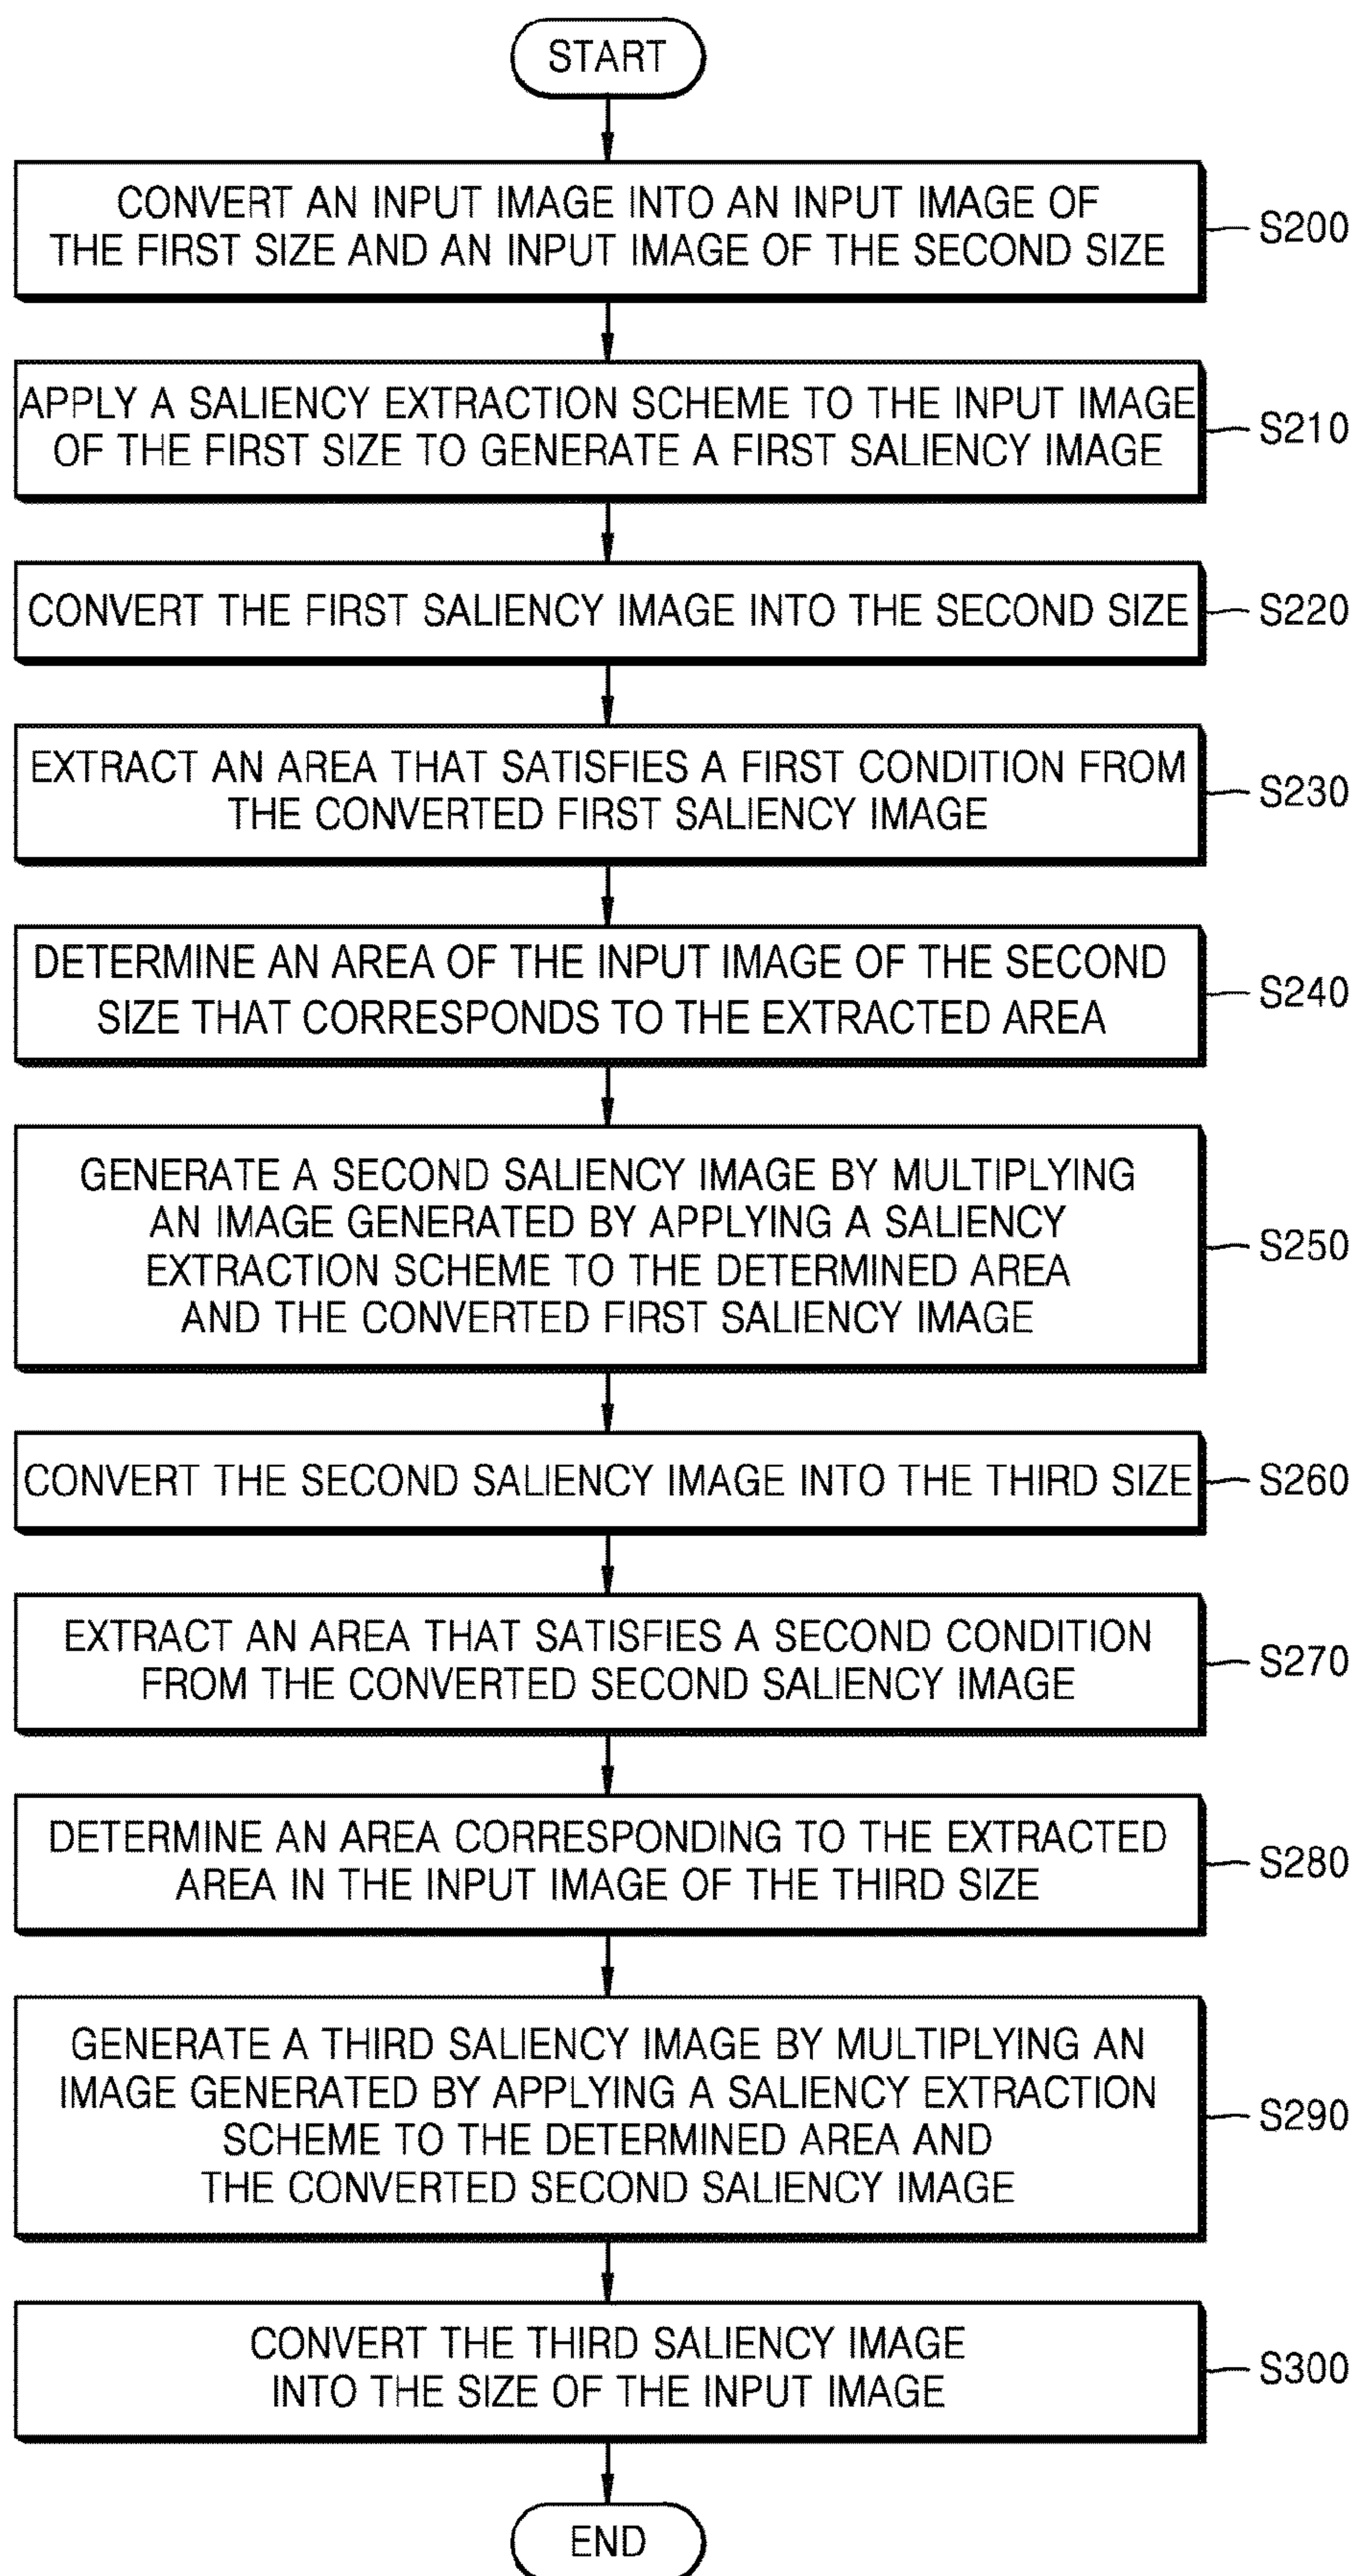 START
CONVERT AN INPUT IMAGE INTO AN INPUT IMAGE OF
THE FIRST SIZE AND AN INPUT IMAGE OF THE SECOND SIZE
S200
APPLY A SALIENCY EXTRACTION SCHEME TO THE INPUT IMAGE
OF THE FIRST SIZE TO GENERATE A FIRST SALIENCY IMAGE
S210
CONVERT THE FIRST SALIENCY IMAGE INTO THE SECOND SIZE
S220
EXTRACT AN AREA THAT SATISFIES A FIRST CONDITION FROM
THE CONVERTED FIRST SALIENCY IMAGE
S230
DETERMINE AN AREA OF THE INPUT IMAGE OF THE SECOND
SIZE THAT CORRESPONDS TO THE EXTRACTED AREA
S240
GENERATE A SECOND SALIENCY IMAGE BY MULTIPLYING
AN IMAGE GENERATED BY APPLYING A SALIENCY
EXTRACTION SCHEME TO THE DETERMINED AREA
AND THE CONVERTED FIRST SALIENCY IMAGE
S250
CONVERT THE SECOND SALIENCY IMAGE INTO THE THIRD SIZE
S260
EXTRACT AN AREA THAT SATISFIES A SECOND CONDITION
FROM THE CONVERTED SECOND SALIENCY IMAGE
S270
DETERMINE AN AREA CORRESPONDING TO THE EXTRACTED
AREA IN THE INPUT IMAGE OF THE THIRD SIZE
S280
GENERATE A THIRD SALIENCY IMAGE BY MULTIPLYING AN
IMAGE GENERATED BY APPLYING A SALIENCY EXTRACTION
SCHEME TO THE DETERMINED AREA AND
THE CONVERTED SECOND SALIENCY IMAGE
S290
CONVERT THE THIRD SALIENCY IMAGE
INTO THE SIZE OF THE INPUT IMAGE
S300
END